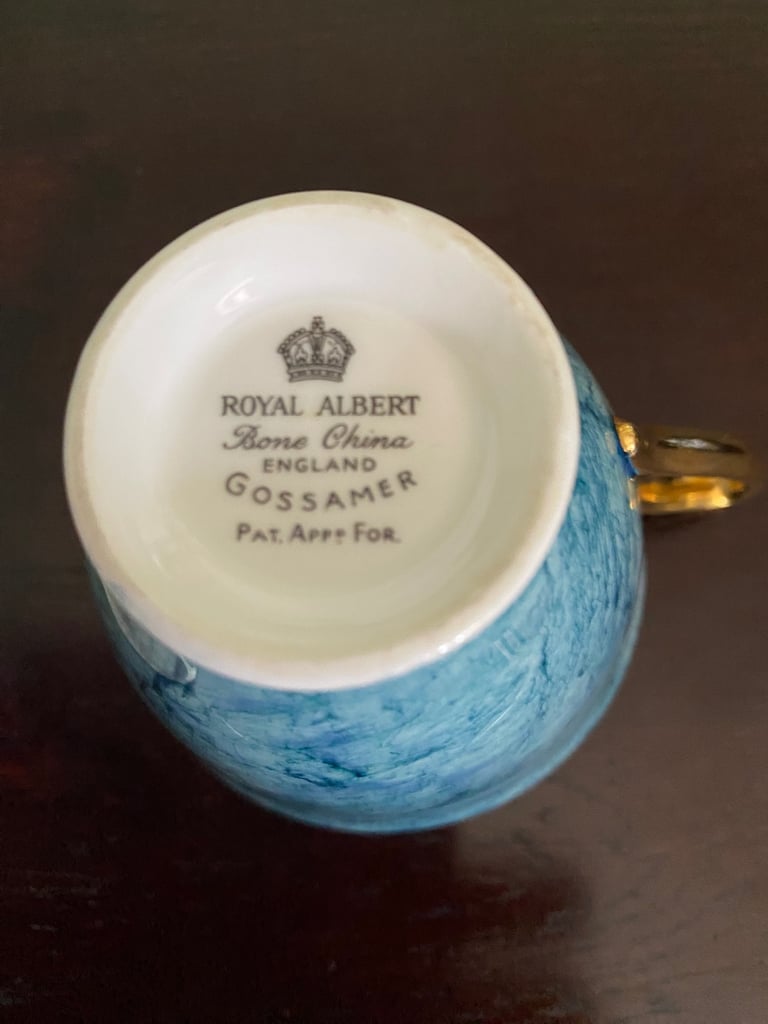 ROYAL ALBERT
Bone China
ENGLAND
GOSSAMER
PAT. APPD FOR.